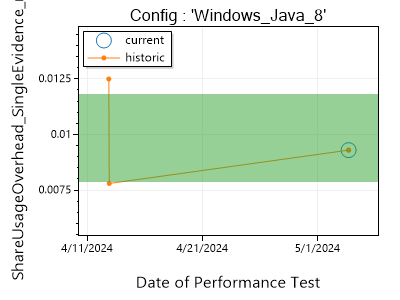 Config : 'Windows_Java_8'
current
historic
0.0125
0.01
0.0075
4/11/2024
4/21/2024
5/1/2024
Date of Performance Test